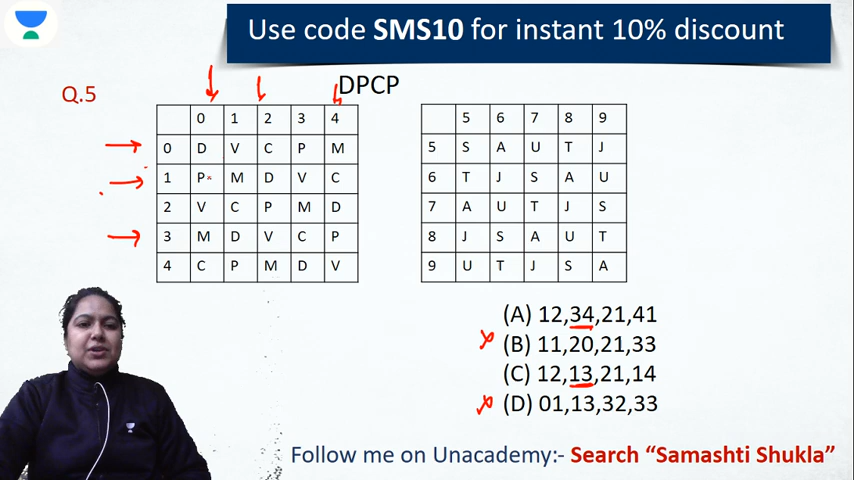 Use code SMS10 for instant 10% discount
Q.5
DPCP
0 1 2 3 4
0 D V C P M
1 P M D V C
2 V C P M D
3 M D V C P
4 C P M D V
5 6 7 8 9
5 S A U T J
6 T J S A U
7 A U T J S
8 J S A U T
9 U T J S A
(A) 12,34,21,41
(B) 11,20,21,33
(C) 12,13,21,14
(D) 01,13,32,33
Follow me on Unacademy:- Search “Samashti Shukla”